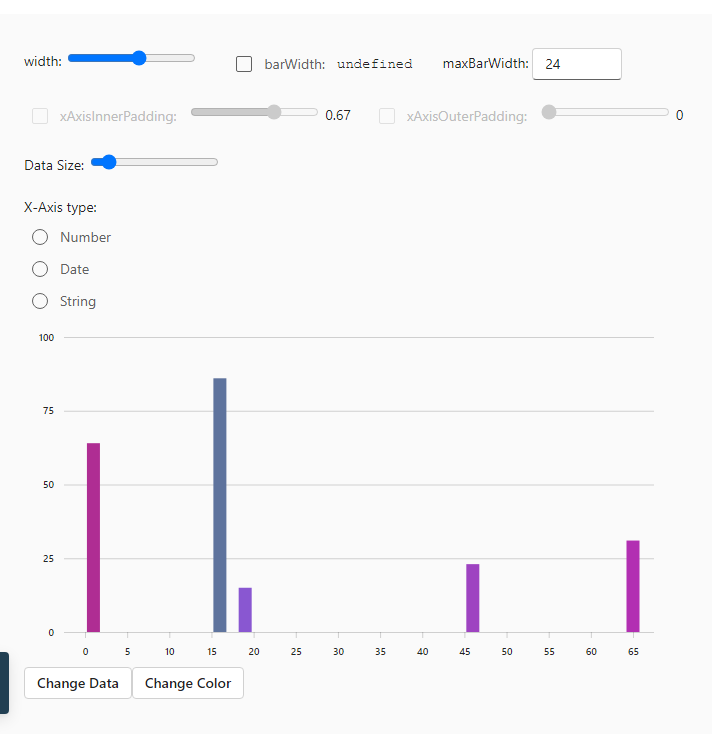 width: barWidth: undefined maxBarWidth: 24
xAxisInnerPadding: 0.67 xAxisOuterPadding: 0
Data Size:
X-Axis type:
Number
Date
String
100
75
50
25
0
0 5 10 15 20 25 30 35 40 45 50 55 60 65
Change Data Change Color